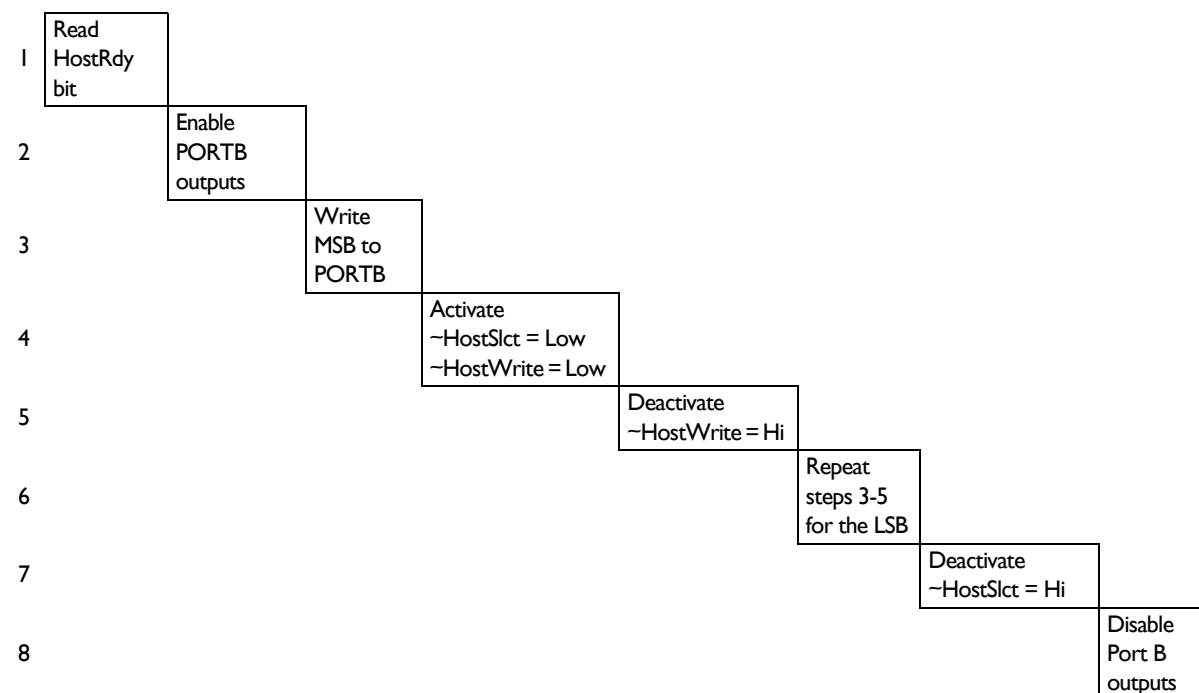 1
Read
HostRdy
bit
2
Enable
PORTB
outputs
3
Write
MSB to
PORTB
4
Activate
~HostSlct = Low
~HostWrite = Low
5
Deactivate
~HostWrite = Hi
6
Repeat
steps 3-5
for the LSB
7
Deactivate
~HostSlct = Hi
8
Disable
Port B
outputs